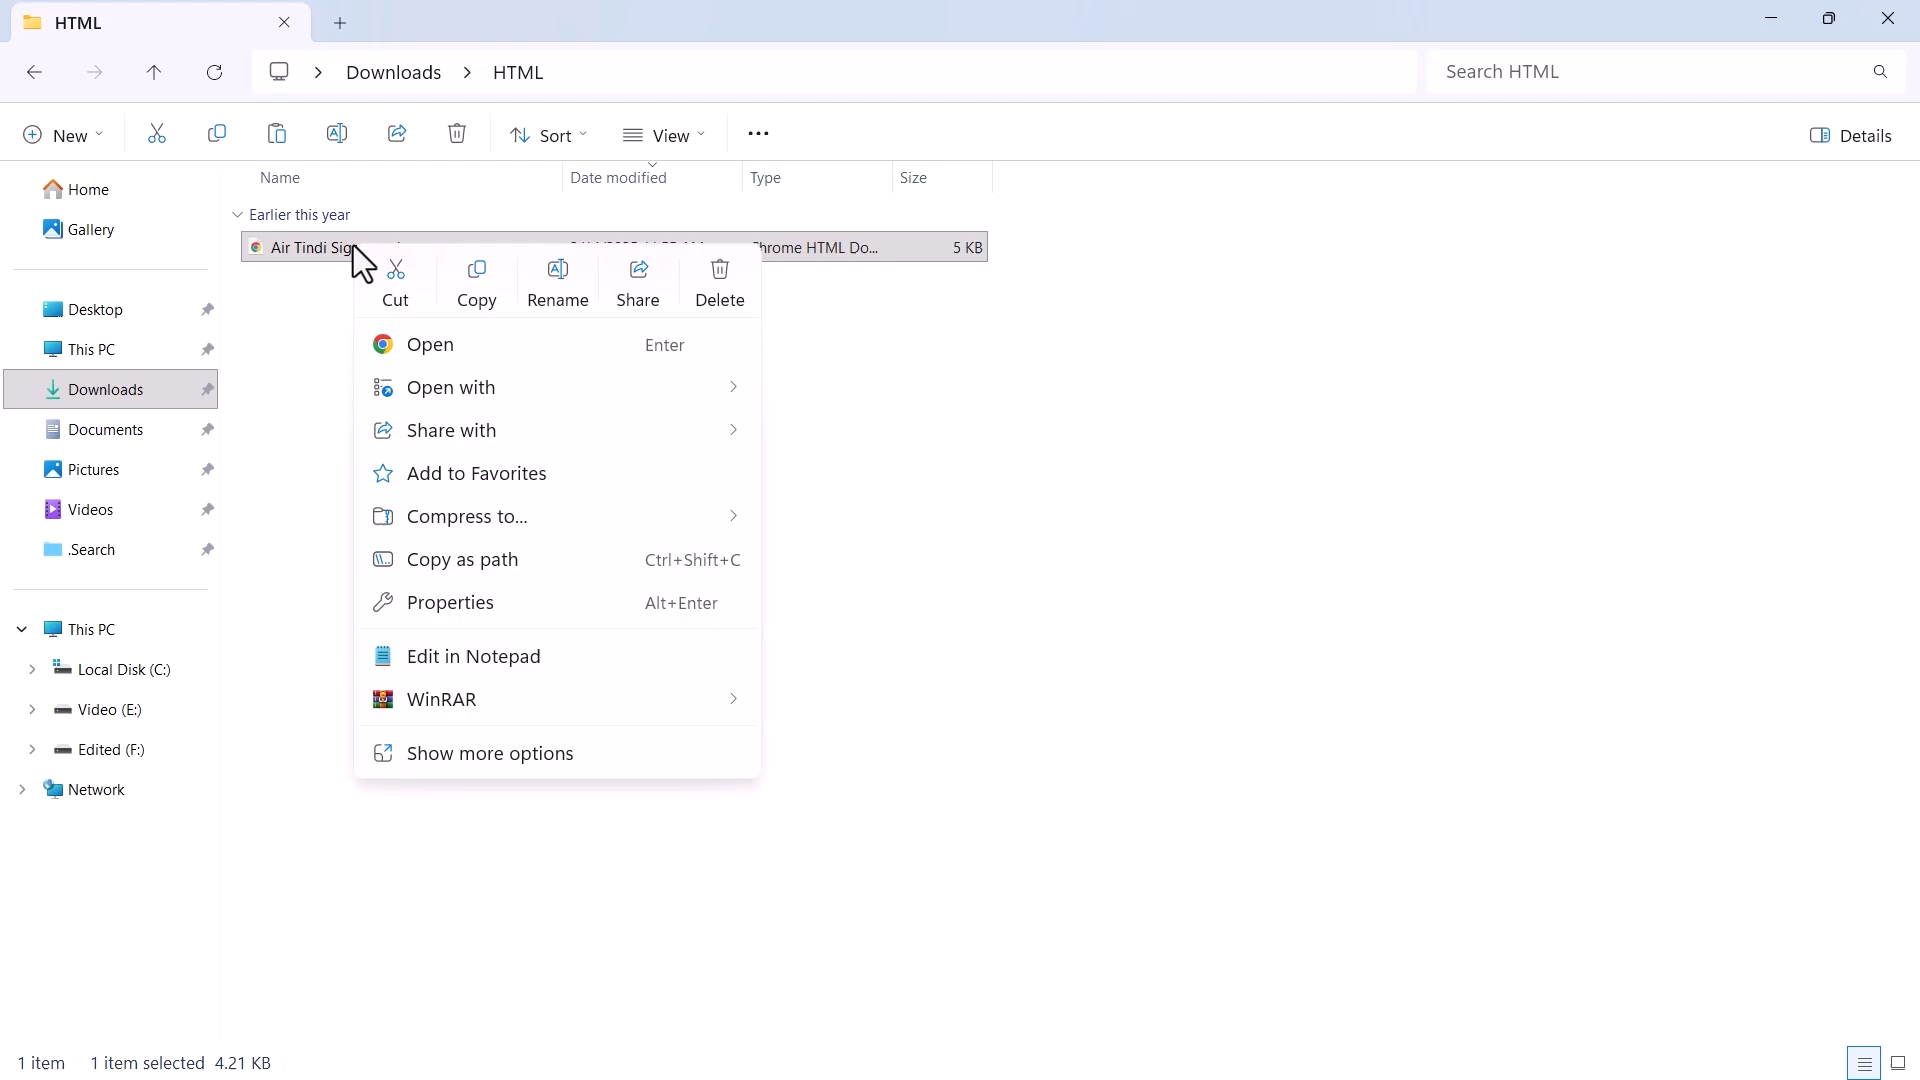 HTML
Downloads > HTML
Search HTML
New
Sort
View
Details
Name
Date modified
Type
Size
Earlier this year
Air Tindi
HTML Do...
5 KB
Home
Gallery
Desktop
This PC
Downloads
Documents
Pictures
Videos
.Search
This PC
Local Disk (C:)
Video (E:)
Edited (F:)
Network
Cut
Copy
Rename
Share
Delete
Open Enter
Open with
Share with
Add to Favorites
Compress to...
Copy as path Ctrl+Shift+C
Properties Alt+Enter
Edit in Notepad
WinRAR
Show more options
1 item 1 item selected 4.21 KB